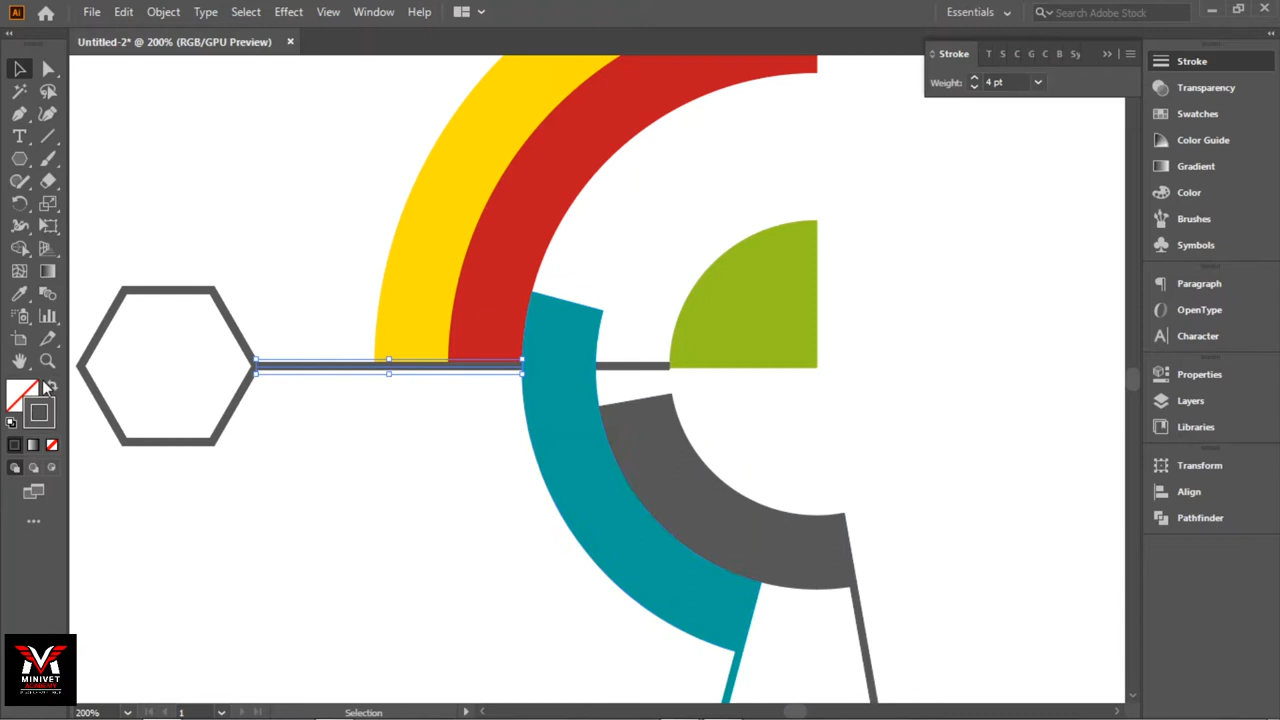 Ai File Edit Object Type Select Effect View Window Help Essentials Search Adobe Stock
Untitled-2* @ 200% (RGB/GPU Preview)
Stroke T S C G C B Sy
Weight: 4 pt
Stroke
Transparency
Swatches
Color Guide
Gradient
Color
Brushes
Symbols
Paragraph
OpenType
Character
Properties
Layers
Libraries
Transform
Align
Pathfinder
MINIVET
ACADEMY
200% 1 Selection